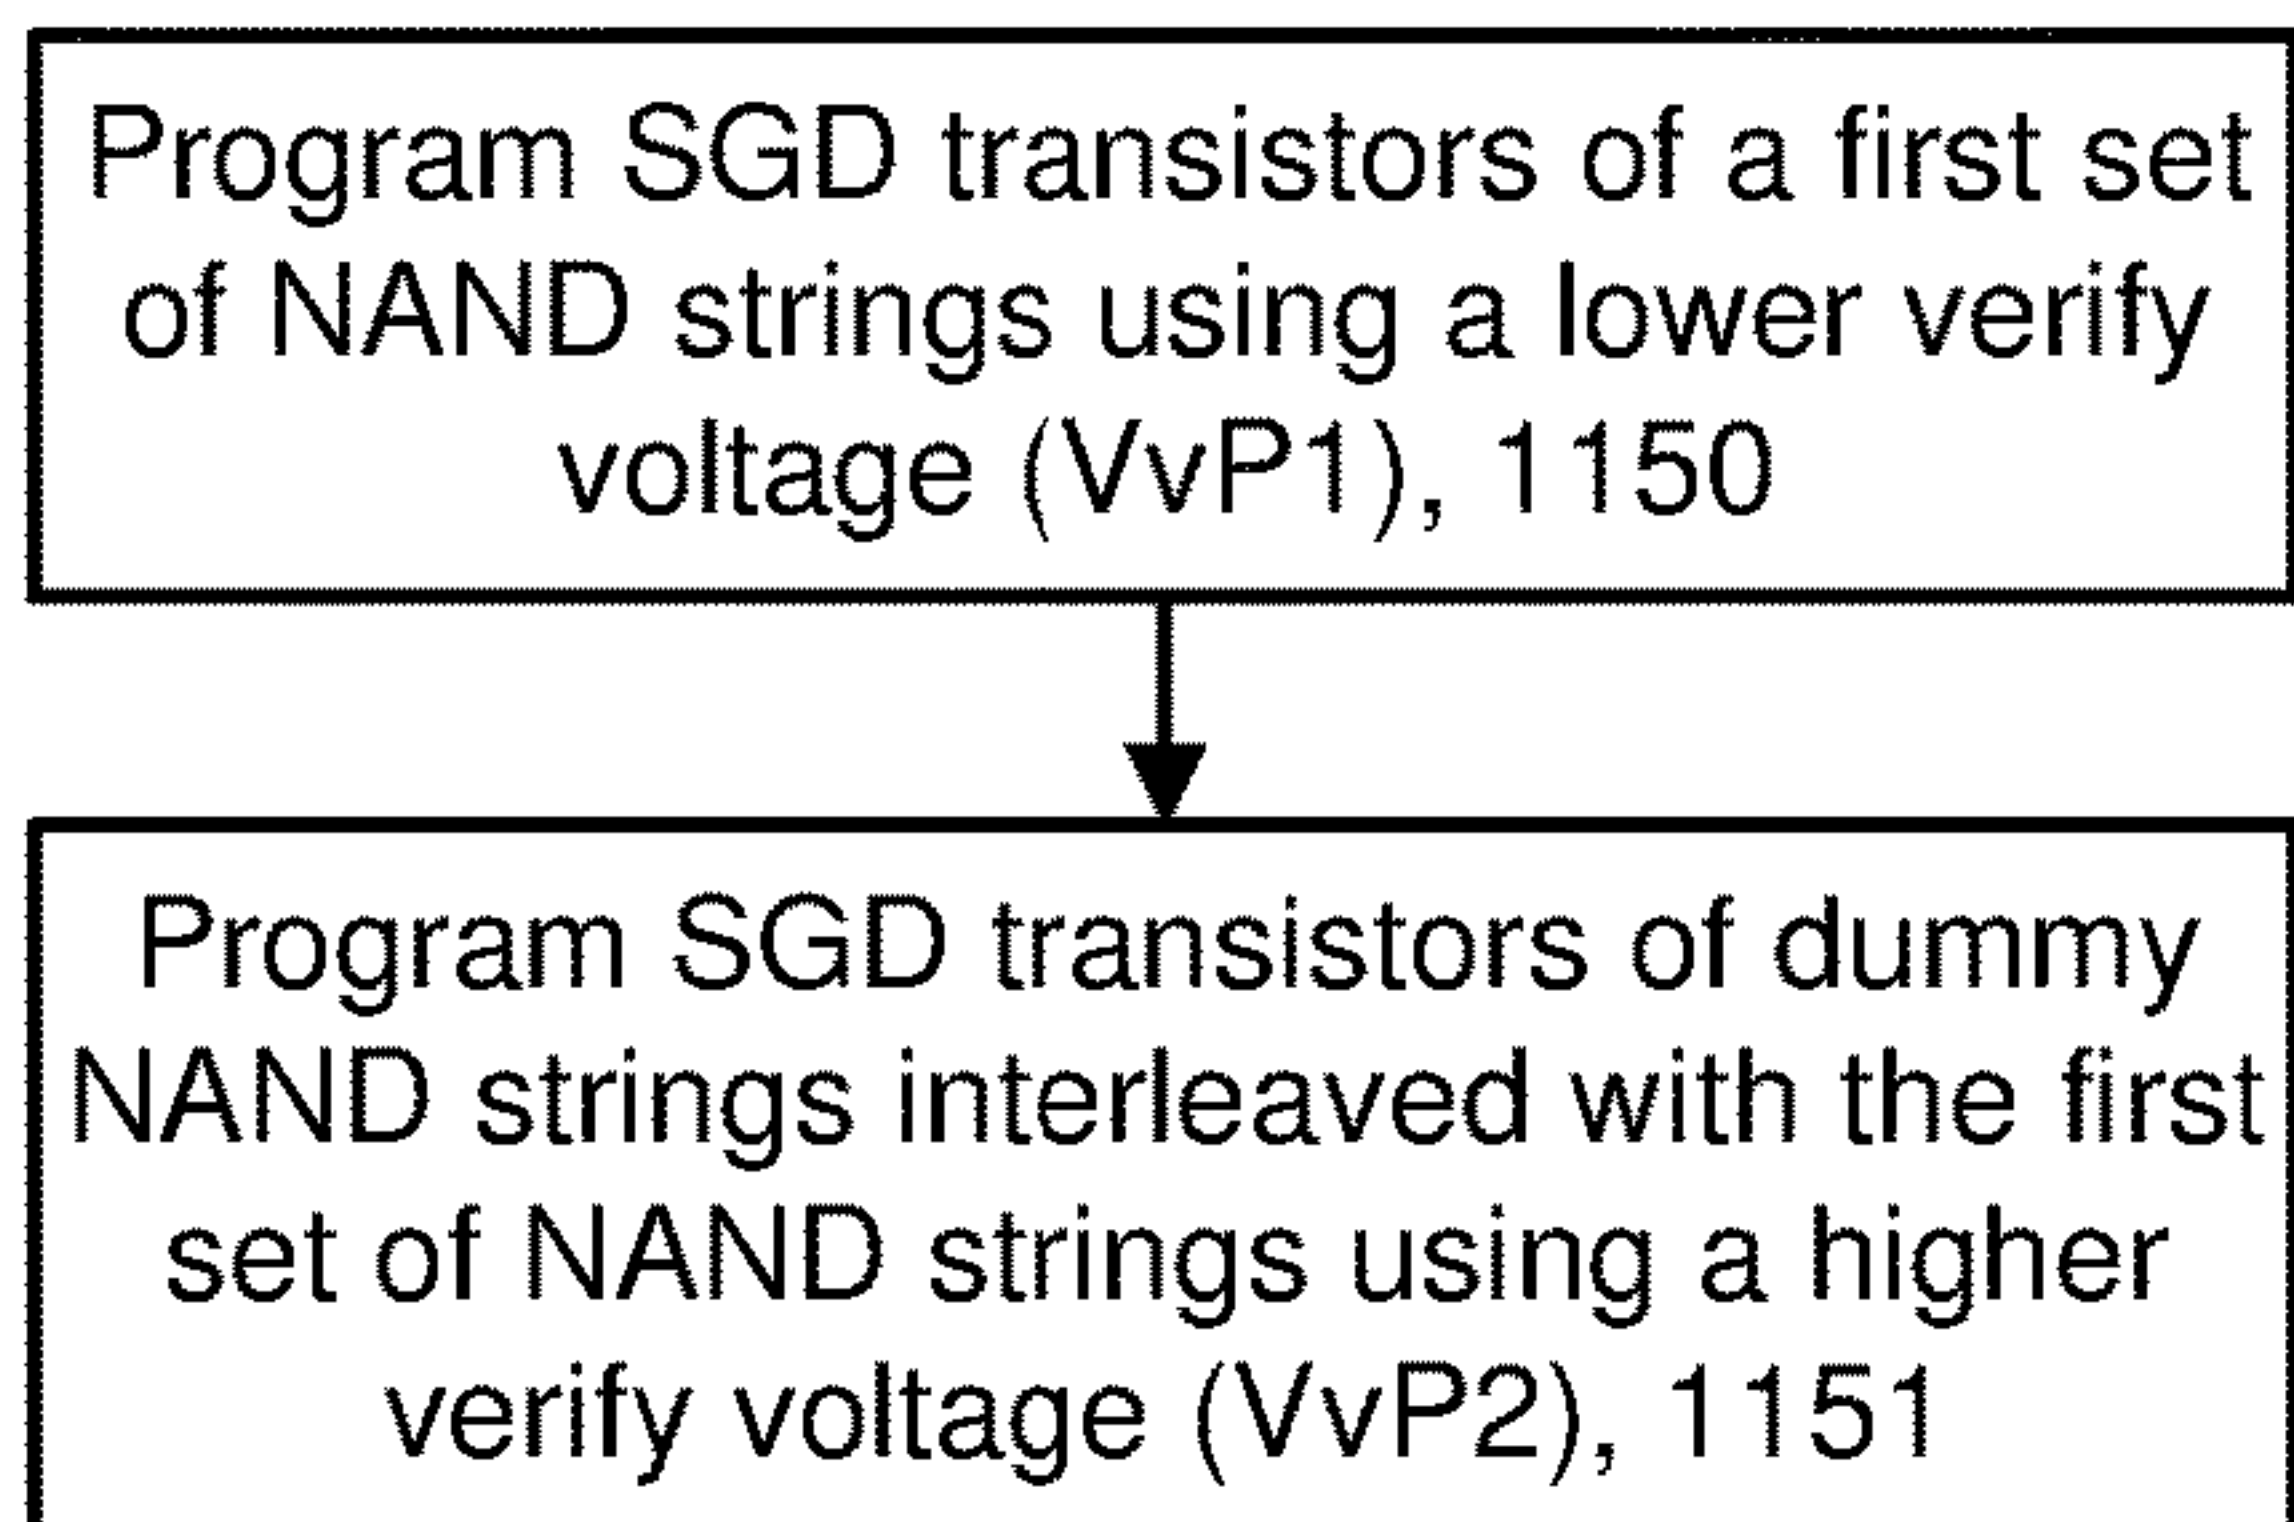 Program SGD transistors of a first set
of NAND strings using a lower verify
voltage (VvP1), 1150
Program SGD transistors of dummy
NAND strings interleaved with the first
set of NAND strings using a higher
verify voltage (VvP2), 1151